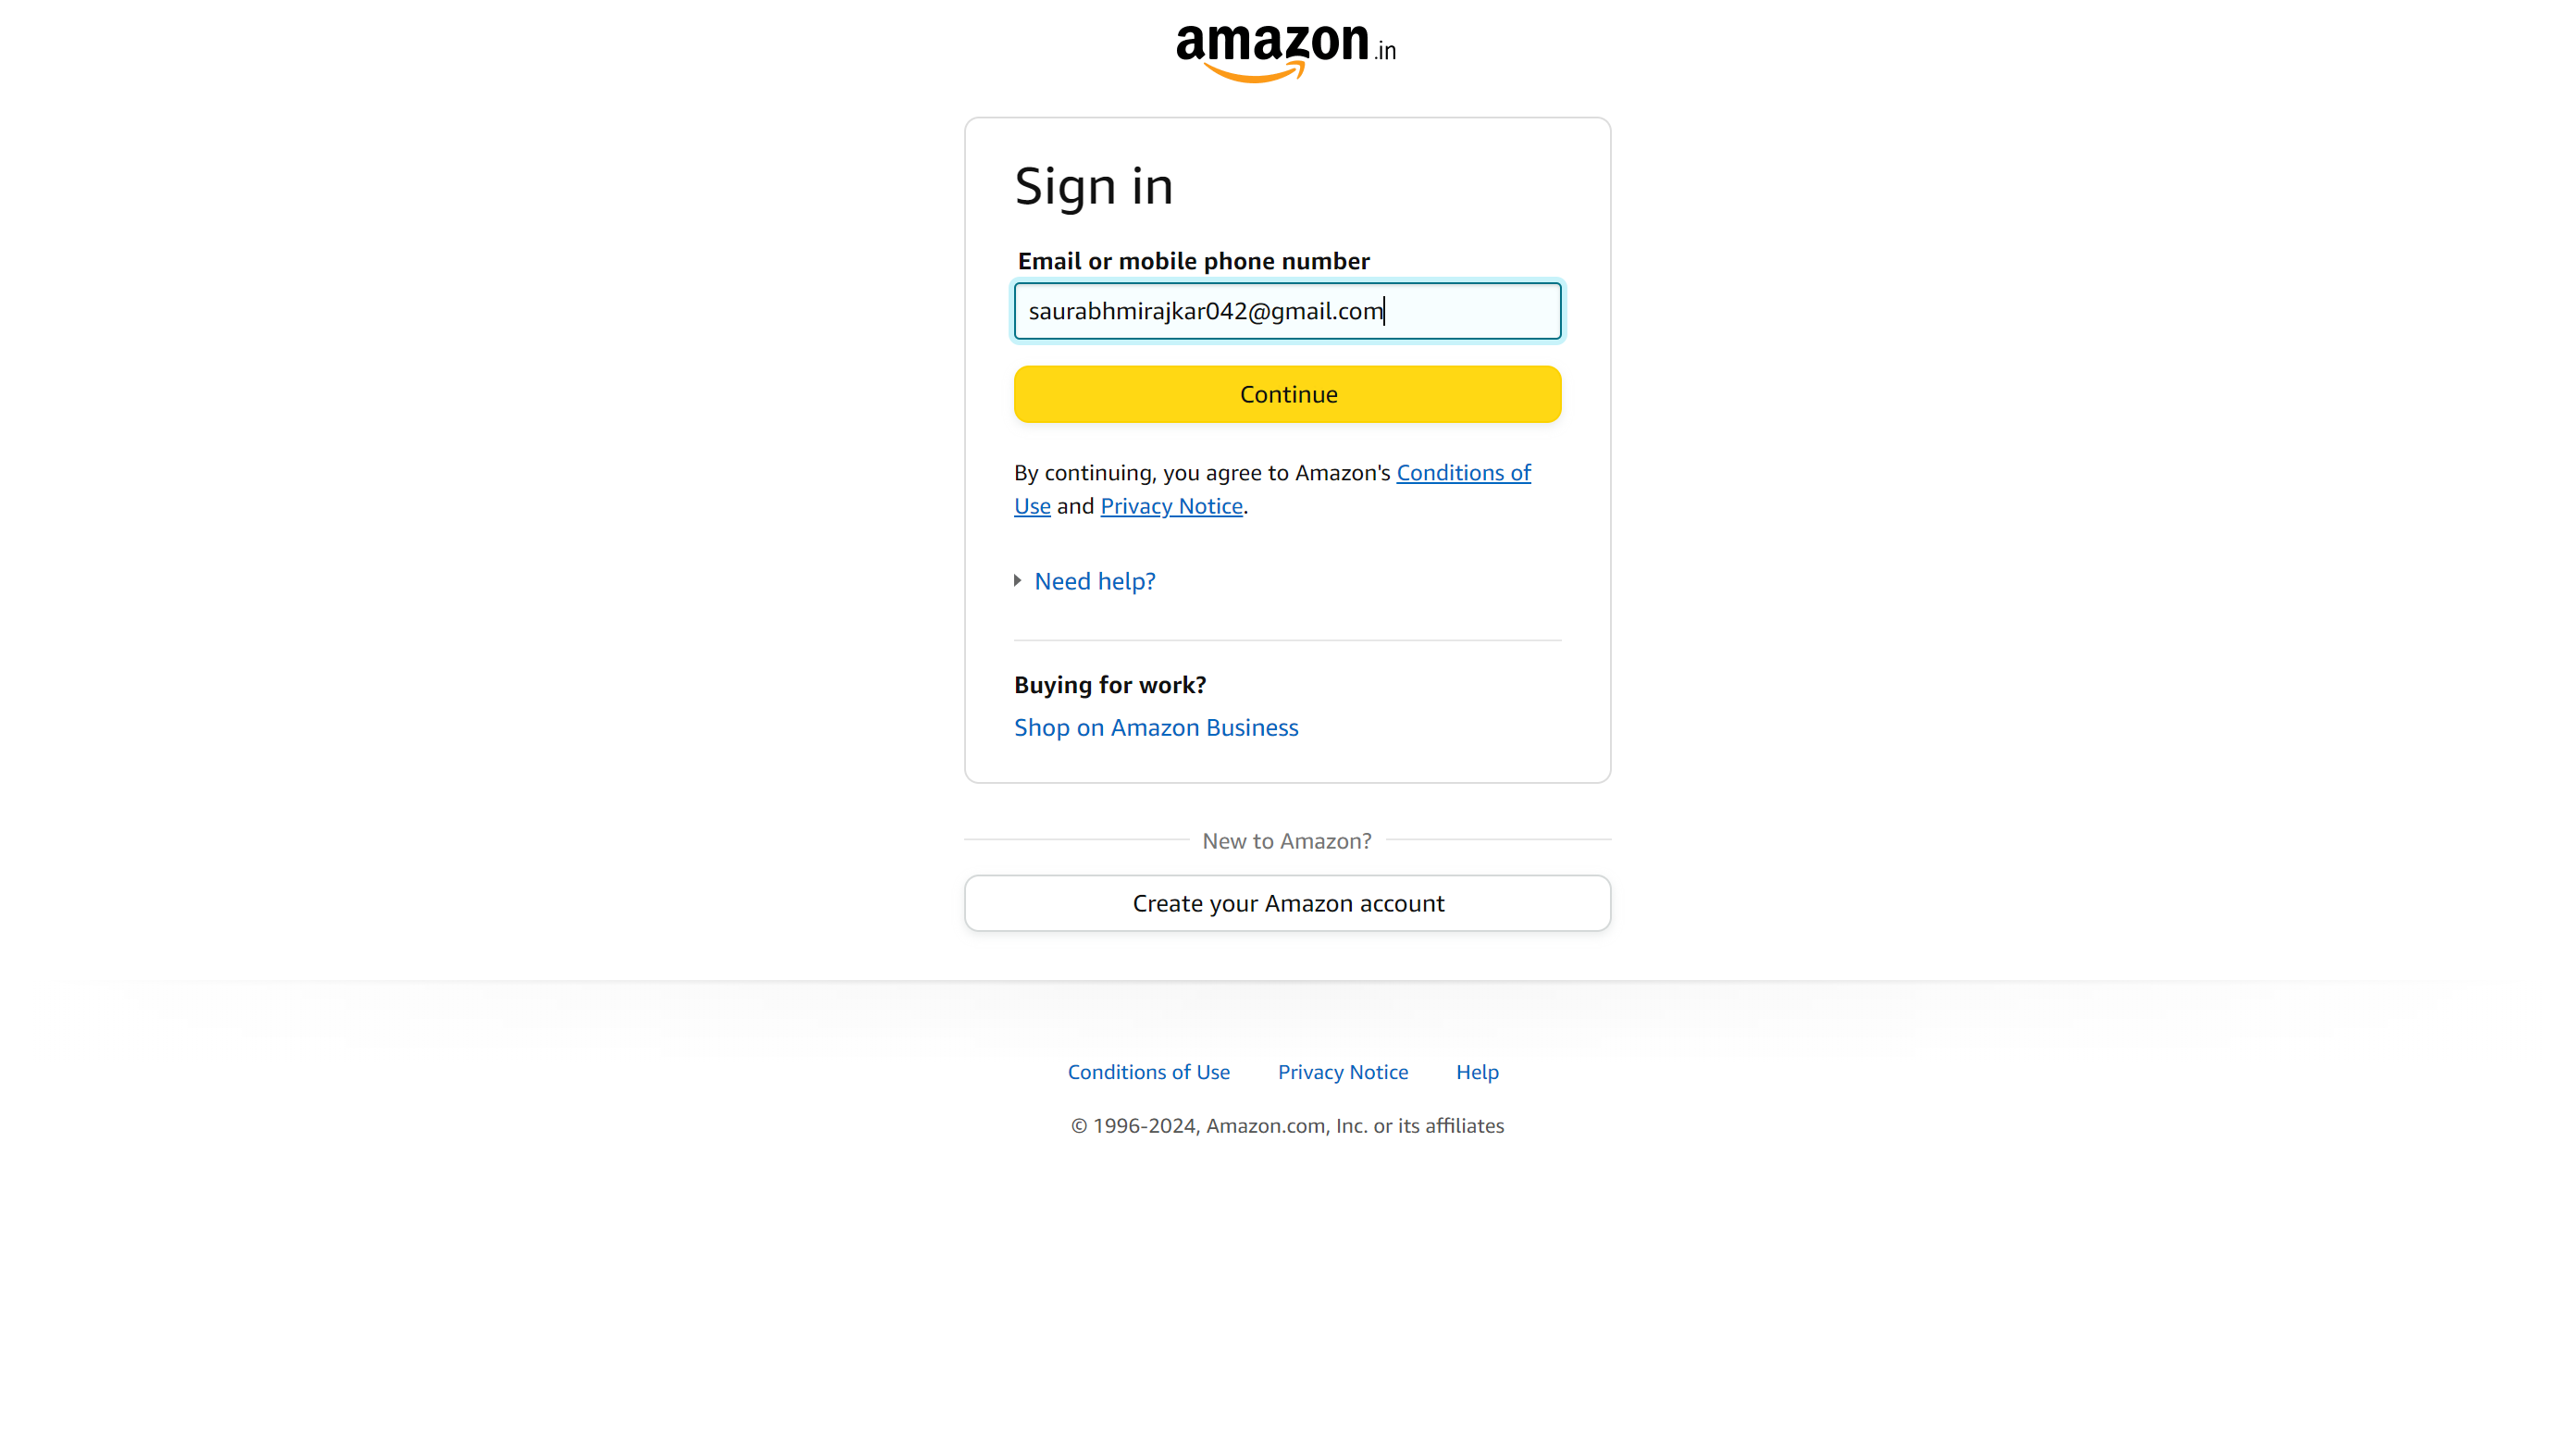 amazon.in
Sign in
Email or mobile phone number
saurabhmirajkar042@gmail.com
Continue
By continuing, you agree to Amazon's Conditions of
Use and Privacy Notice.
Need help?
Buying for work?
Shop on Amazon Business
New to Amazon?
Create your Amazon account
Conditions of Use Privacy Notice Help
© 1996-2024, Amazon.com, Inc. or its affiliates